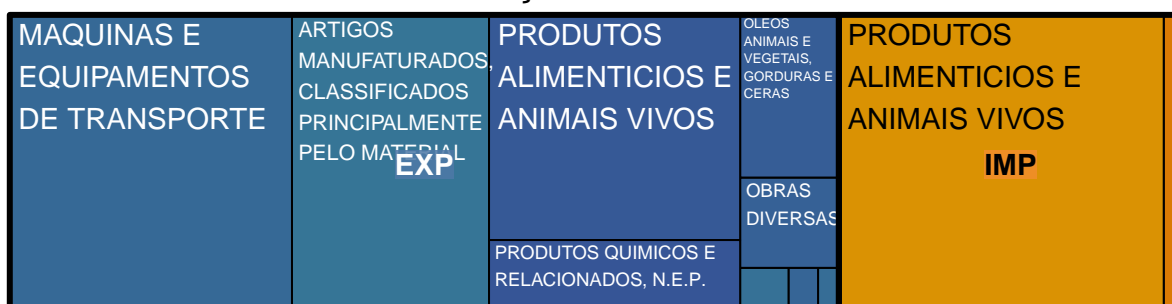 MAQUINAS E
EQUIPAMENTOS
DE TRANSPORTE
ARTIGOS
MANUFATURADOS,
CLASSIFICADOS
PRINCIPALMENTE
PELO MATERIAL
EXP
PRODUTOS
ALIMENTICIOS E
ANIMAIS VIVOS
PRODUTOS QUIMICOS E
RELACIONADOS, N.E.P.
OLEOS
ANIMAIS E
VEGETAIS,
GORDURAS E
CERAS
OBRAS
DIVERSAS
PRODUTOS
ALIMENTICIOS E
ANIMAIS VIVOS
IMP